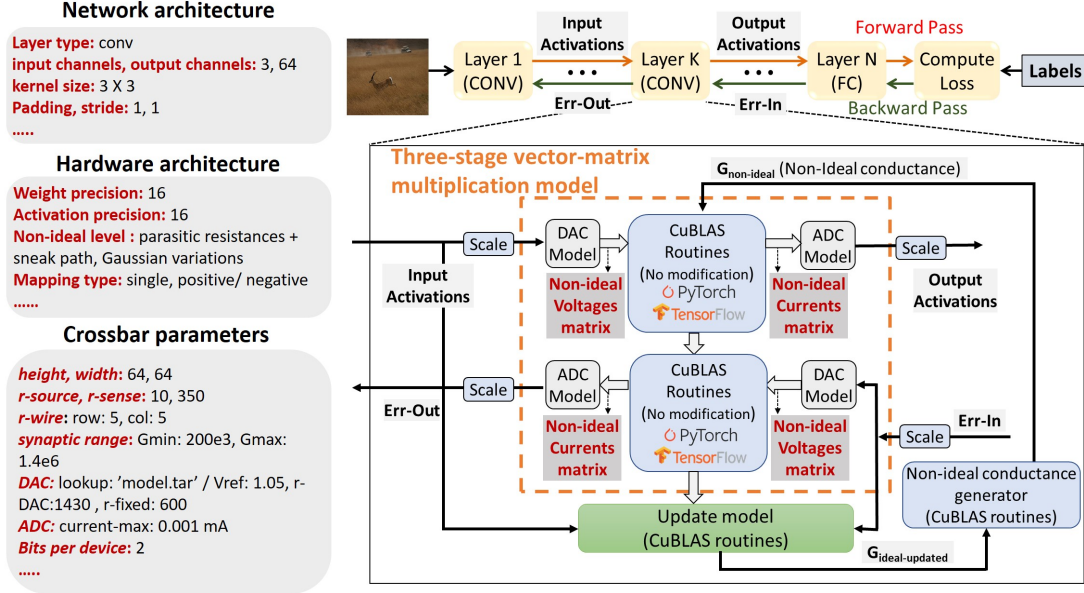 Network architecture
Layer type: conv
input channels, output channels: 3, 64
kernel size: 3 X 3
Padding, stride: 1, 1
.....
Hardware architecture
Weight precision: 16
Activation precision: 16
Non-ideal level : parasitic resistances +
sneak path, Gaussian variations
Mapping type: single, positive/ negative
......
Crossbar parameters
height, width: 64, 64
r-source, r-sense: 10, 350
r-wire: row: 5, col: 5
synaptic range: Gmin: 200e3, Gmax:
1.4e6
DAC: lookup: 'model.tar' / Vref: 1.05, r-
DAC:1430 , r-fixed: 600
ADC: current-max: 0.001 mA
Bits per device: 2
.....
Input
Activations
Output
Activations
Forward Pass
Layer 1
(CONV)
• • •
Layer K
(CONV)
• • •
Layer N
(FC)
Compute
Loss
Labels
Err-Out
Err-In
Backward Pass
Three-stage vector-matrix
multiplication model
Gnon-ideal (Non-Ideal conductance)
Scale
DAC
Model
CuBLAS
Routines
(No modification)
PyTorch
TensorFlow
ADC
Model
Scale
Input
Activations
Non-ideal
Voltages
matrix
Non-ideal
Currents
matrix
Output
Activations
Scale
ADC
Model
CuBLAS
Routines
(No modification)
PyTorch
TensorFlow
DAC
Model
Err-Out
Non-ideal
Currents
matrix
Non-ideal
Voltages
matrix
Scale
Err-In
Non-ideal conductance
generator
(CuBLAS routines)
Update model
(CuBLAS routines)
Gideal-updated